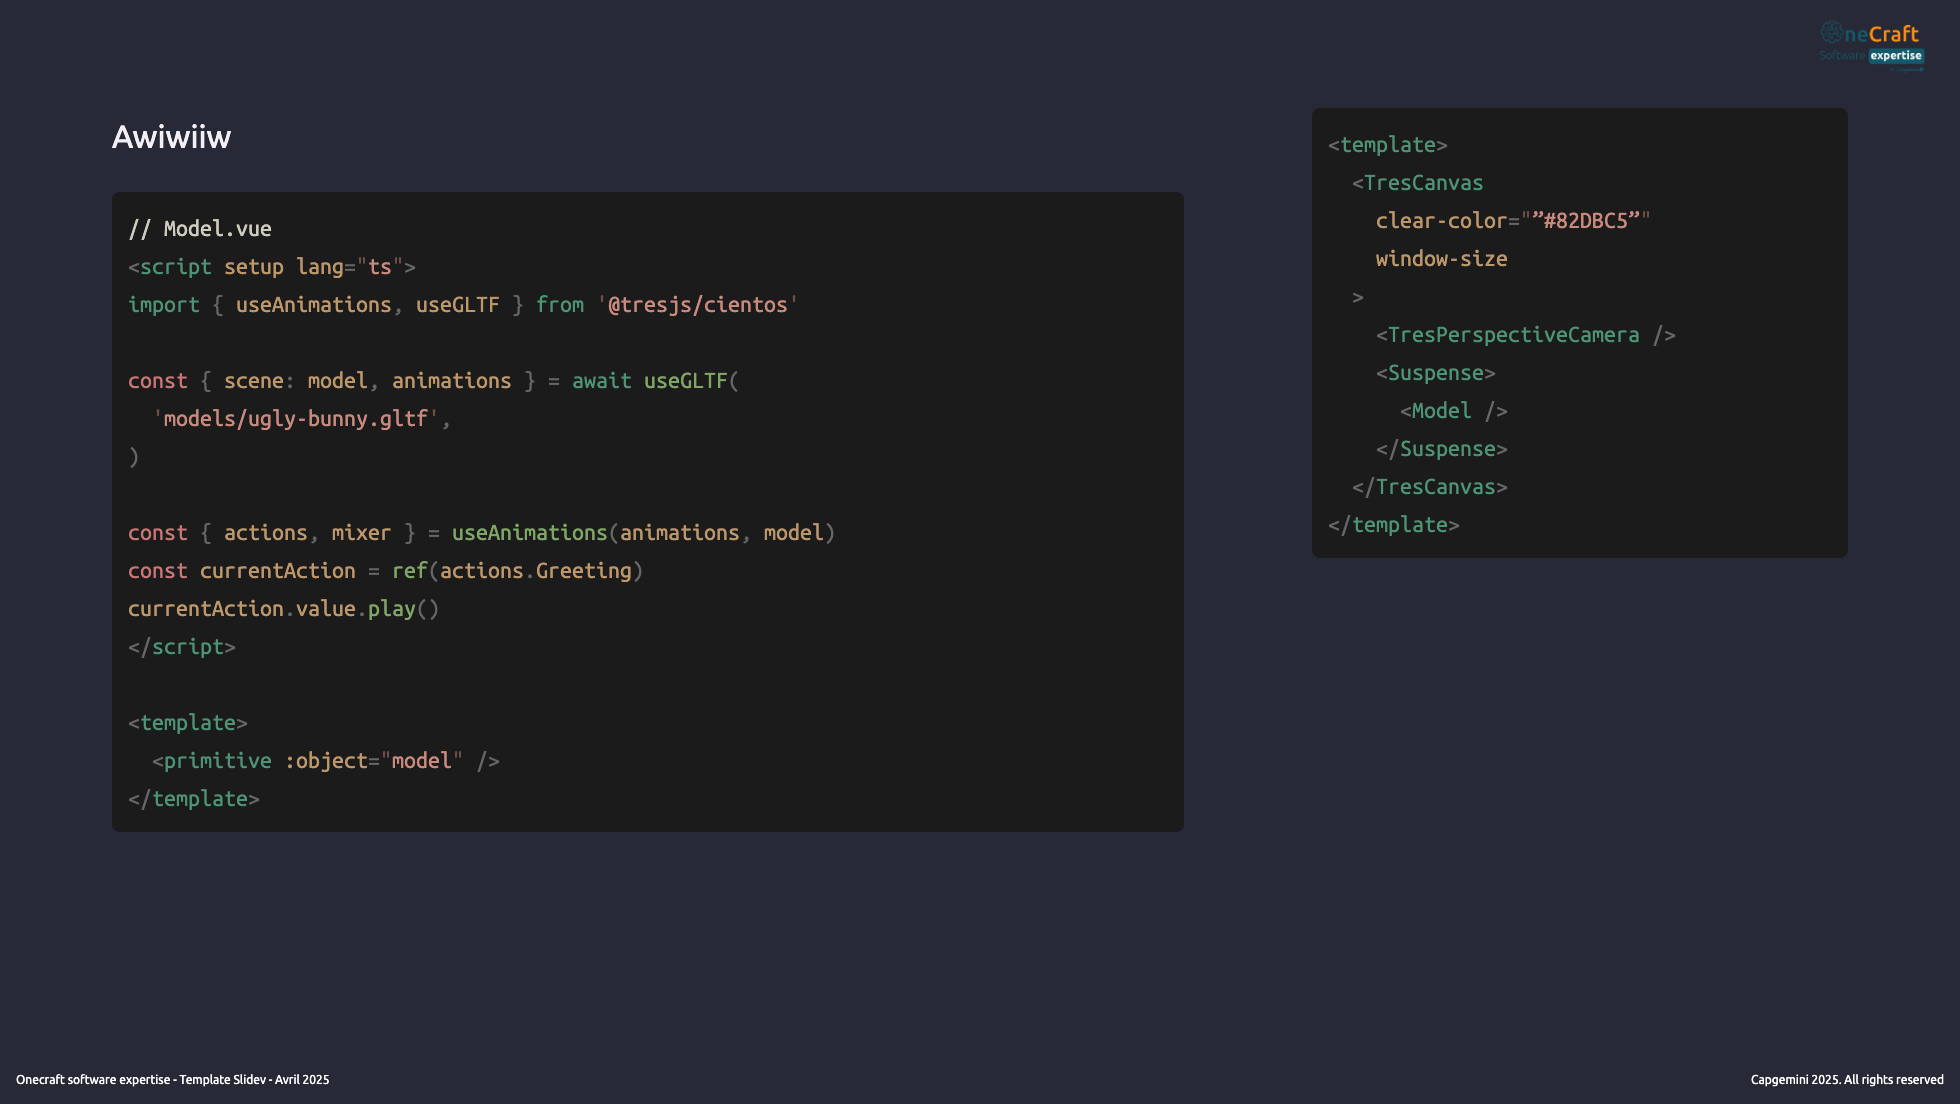 OneCraft
Software expertise
Awiwiiw
// Model.vue
<script setup lang="ts">
import { useAnimations, useGLTF } from '@tresjs/cientos'
const { scene: model, animations } = await useGLTF(
  'models/ugly-bunny.gltf',
)
const { actions, mixer } = useAnimations(animations, model)
const currentAction = ref(actions.Greeting)
currentAction.value.play()
</script>
<template>
  <primitive :object="model" />
</template>
<template>
  <TresCanvas
    clear-color="”#82DBC5”"
    window-size
  >
    <TresPerspectiveCamera />
    <Suspense>
      <Model />
    </Suspense>
  </TresCanvas>
</template>
Onecraft software expertise - Template Slidev - Avril 2025
Capgemini 2025. All rights reserved